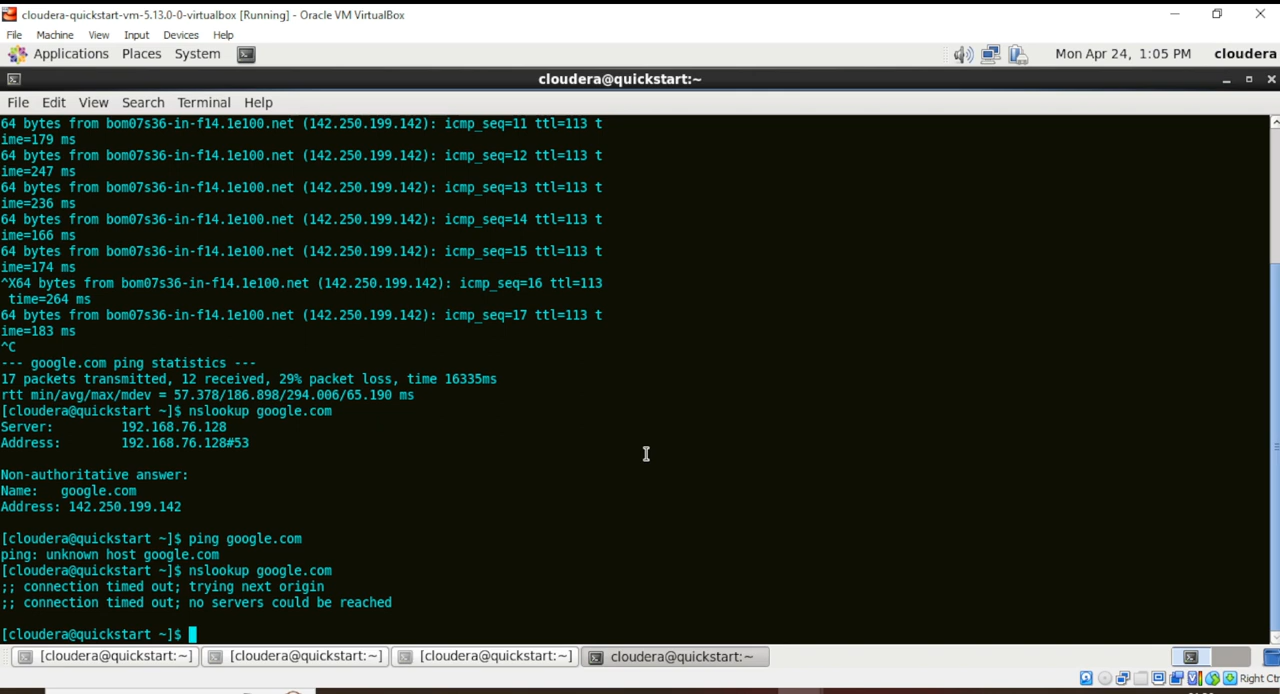 cloudera-quickstart-vm-5.13.0-0-virtualbox [Running] - Oracle VM VirtualBox
File Machine View Input Devices Help
Applications Places System Mon Apr 24, 1:05 PM cloudera
cloudera@quickstart:~
File Edit View Search Terminal Help
64 bytes from bom07s36-in-f14.1e100.net (142.250.199.142): icmp_seq=11 ttl=113 t
ime=179 ms
64 bytes from bom07s36-in-f14.1e100.net (142.250.199.142): icmp_seq=12 ttl=113 t
ime=247 ms
64 bytes from bom07s36-in-f14.1e100.net (142.250.199.142): icmp_seq=13 ttl=113 t
ime=236 ms
64 bytes from bom07s36-in-f14.1e100.net (142.250.199.142): icmp_seq=14 ttl=113 t
ime=166 ms
64 bytes from bom07s36-in-f14.1e100.net (142.250.199.142): icmp_seq=15 ttl=113 t
ime=174 ms
^X64 bytes from bom07s36-in-f14.1e100.net (142.250.199.142): icmp_seq=16 ttl=113
 time=264 ms
64 bytes from bom07s36-in-f14.1e100.net (142.250.199.142): icmp_seq=17 ttl=113 t
ime=183 ms
^C
--- google.com ping statistics ---
17 packets transmitted, 12 received, 29% packet loss, time 16335ms
rtt min/avg/max/mdev = 57.378/186.898/294.006/65.190 ms
[cloudera@quickstart ~]$ nslookup google.com
Server: 192.168.76.128
Address: 192.168.76.128#53
Non-authoritative answer:
Name: google.com
Address: 142.250.199.142
[cloudera@quickstart ~]$ ping google.com
ping: unknown host google.com
[cloudera@quickstart ~]$ nslookup google.com
;; connection timed out; trying next origin
;; connection timed out; no servers could be reached
[cloudera@quickstart ~]$
[cloudera@quickstart:~] [cloudera@quickstart:~] [cloudera@quickstart:~] cloudera@quickstart:~
Right Ctr